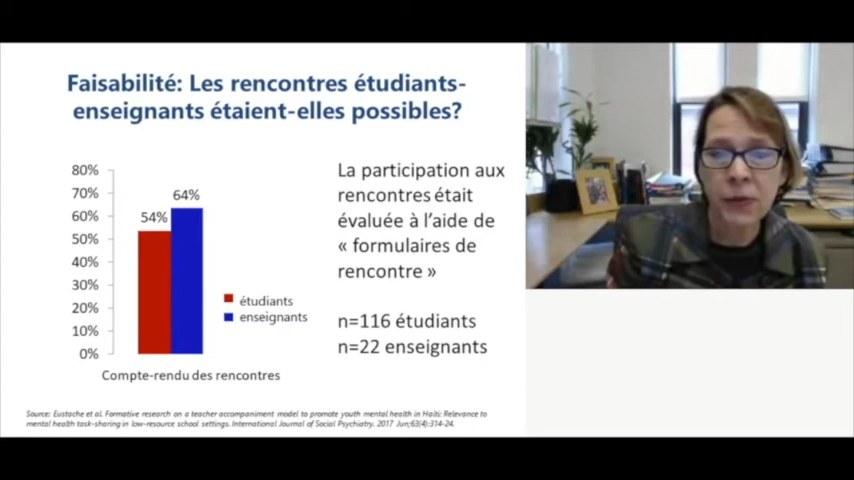 Faisabilité: Les rencontres étudiants-
enseignants étaient-elles possibles?
80%
70%
60%
50%
40%
30%
20%
10%
0%
54%
64%
étudiants
enseignants
Compte-rendu des rencontres
La participation aux
rencontres était
évaluée à l’aide de
« formulaires de
rencontre »
n=116 étudiants
n=22 enseignants
Source: Eustache et al. Formative research on a teacher accompaniment model to promote youth mental health in Haiti: Relevance to
mental health task-sharing in low-resource school settings. International Journal of Social Psychiatry. 2017 Jun;63(4):314-24.